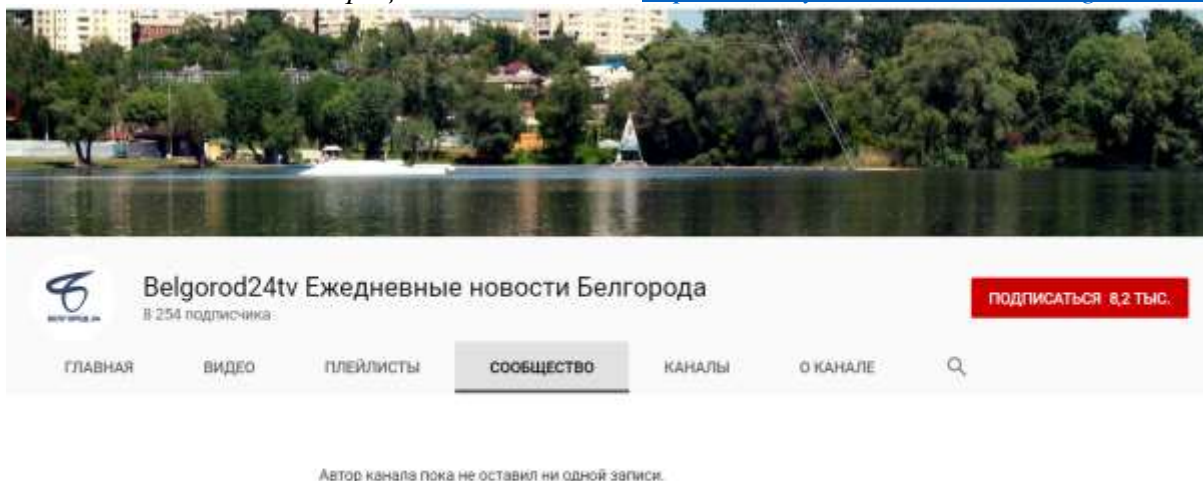 Belgorod24tv Ежедневные новости Белгорода
8 254 подписчика
ПОДПИСАТЬСЯ 8,2 ТЫС.
ГЛАВНАЯ ВИДЕО ПЛЕЙЛИСТЫ СООБЩЕСТВО КАНАЛЫ О КАНАЛЕ
Автор канала пока не оставил ни одной записи.